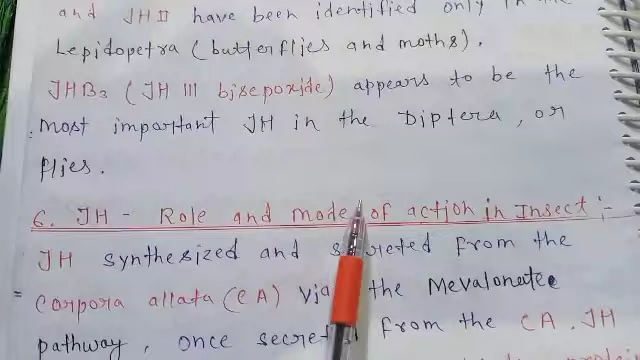 and JH II have been identified only in
Lepidopetra (butterflies and moths).
JHB3 (JH III bisepoxide) appears to be the
most important JH in the Diptera, or
flies.
6. JH - Role and mode of action in Insect :-
JH synthesized and secreted from the
Corpora allata (CA) via the Mevalonate
pathway, once secreted from the CA. JH